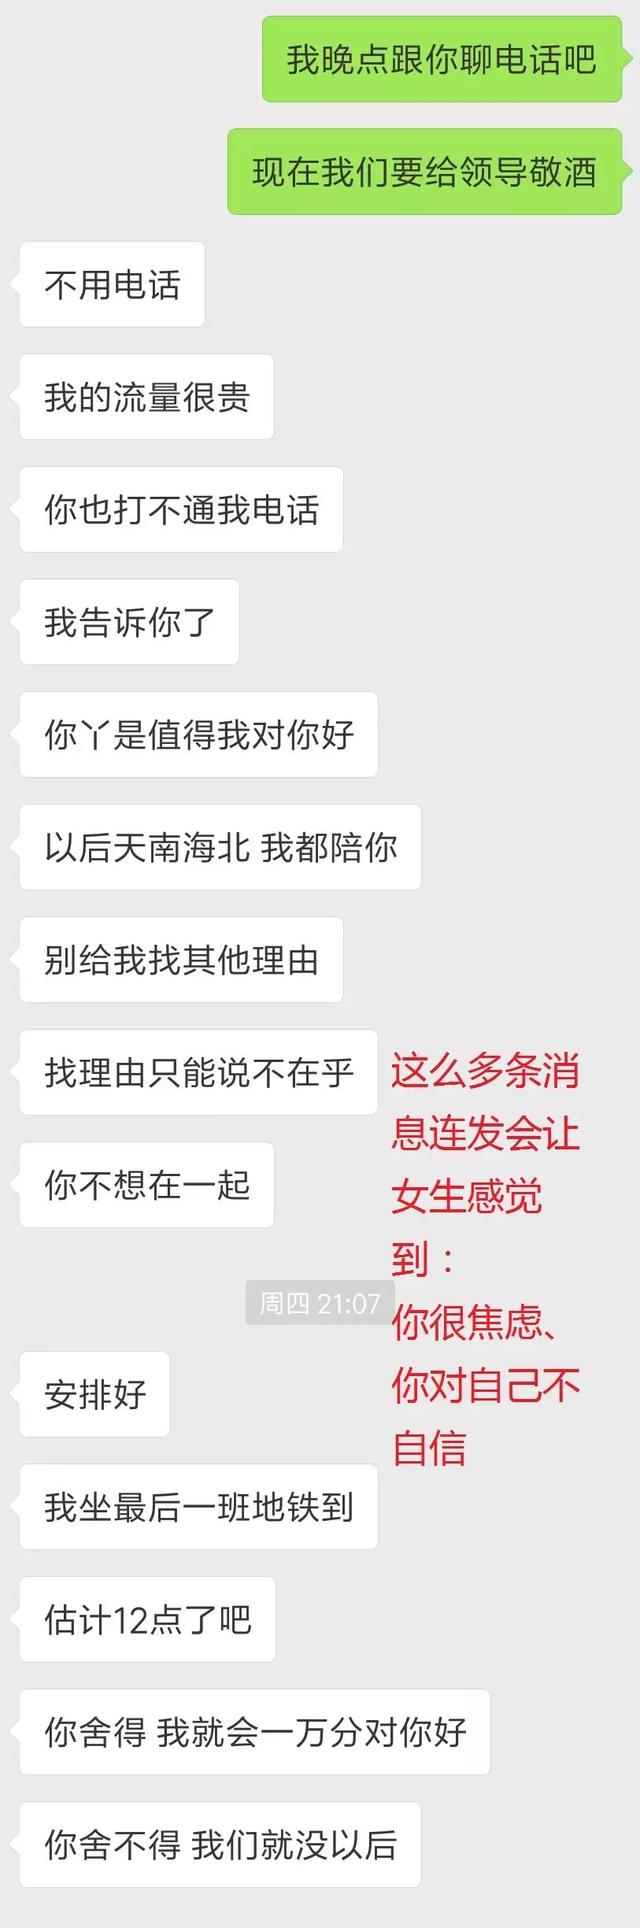 我晚点跟你聊电话吧
现在我们要给领导敬酒
不用电话
我的流量很贵
你也打不通我电话
我告诉你了
你丫是值得我对你好
以后天南海北 我都陪你
别给我找其他理由
找理由只能说不在乎
你不想在一起
这么多条消
息连发会让
女生感觉
到：
你很焦虑、
你对自己不
自信
周四 21:07
安排好
我坐最后一班地铁到
估计12点了吧
你舍得 我就会一万分对你好
你舍不得 我们就没以后